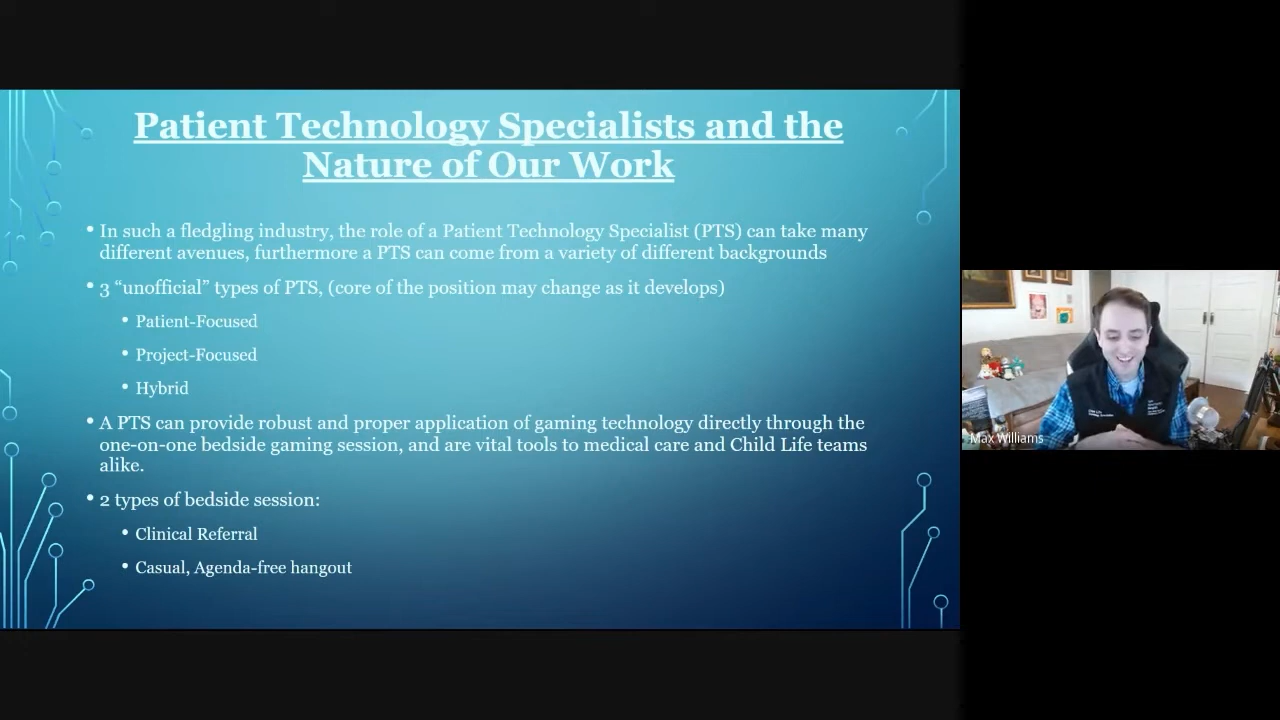 Patient Technology Specialists and the
Nature of Our Work
• In such a fledgling industry, the role of a Patient Technology Specialist (PTS) can take many
different avenues, furthermore a PTS can come from a variety of different backgrounds
• 3 “unofficial” types of PTS, (core of the position may change as it develops)
• Patient-Focused
• Project-Focused
• Hybrid
• A PTS can provide robust and proper application of gaming technology directly through the
one-on-one bedside gaming session, and are vital tools to medical care and Child Life teams
alike.
• 2 types of bedside session:
• Clinical Referral
• Casual, Agenda-free hangout
Max Williams